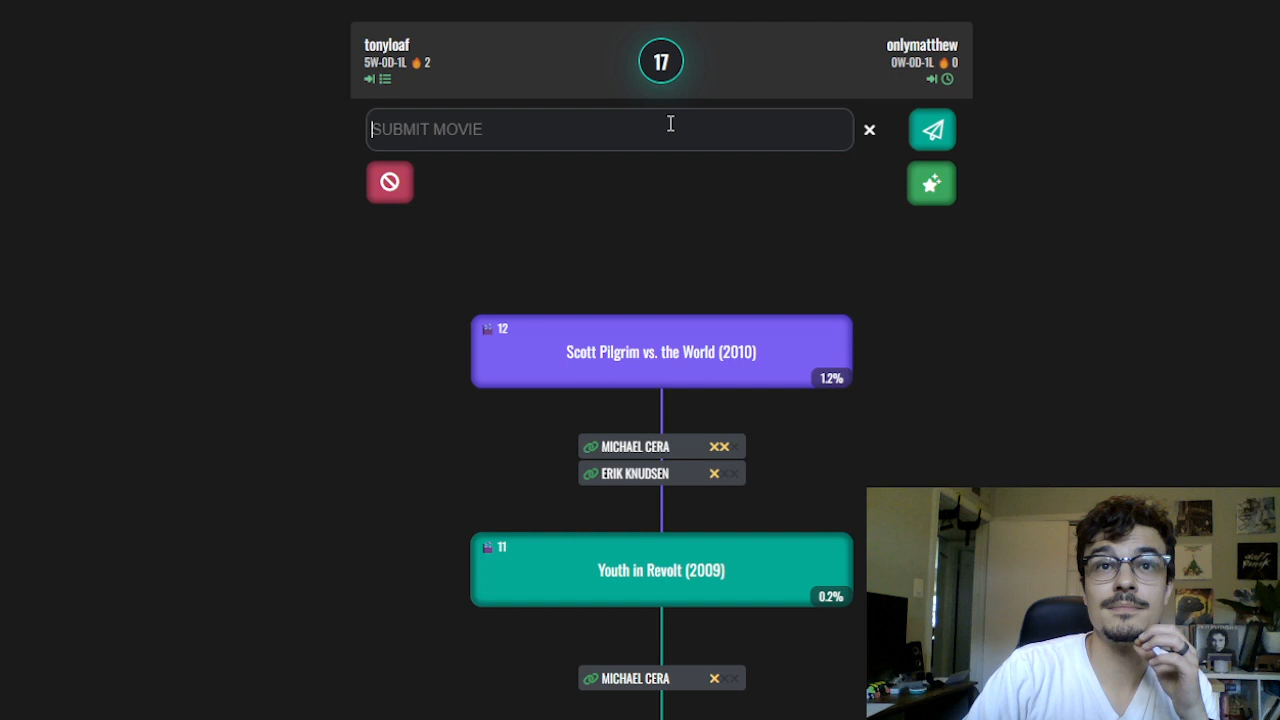 tonyloaf
5W-0D-1L 2
17
onlymatthew
0W-0D-1L 0
SUBMIT MOVIE
12
Scott Pilgrim vs. the World (2010)
1.2%
MICHAEL CERA
ERIK KNUDSEN
11
Youth in Revolt (2009)
0.2%
MICHAEL CERA